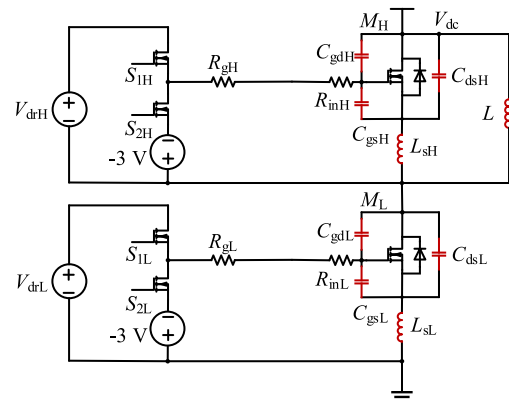 M_H V_dc
C_gdH
S_1H R_gH
C_dsH
V_drH R_inH L
S_2H
-3 V C_gsH L_sH
M_L
C_gdL
S_1L R_gL
C_dsL
V_drL R_inL
S_2L
-3 V C_gsL L_sL